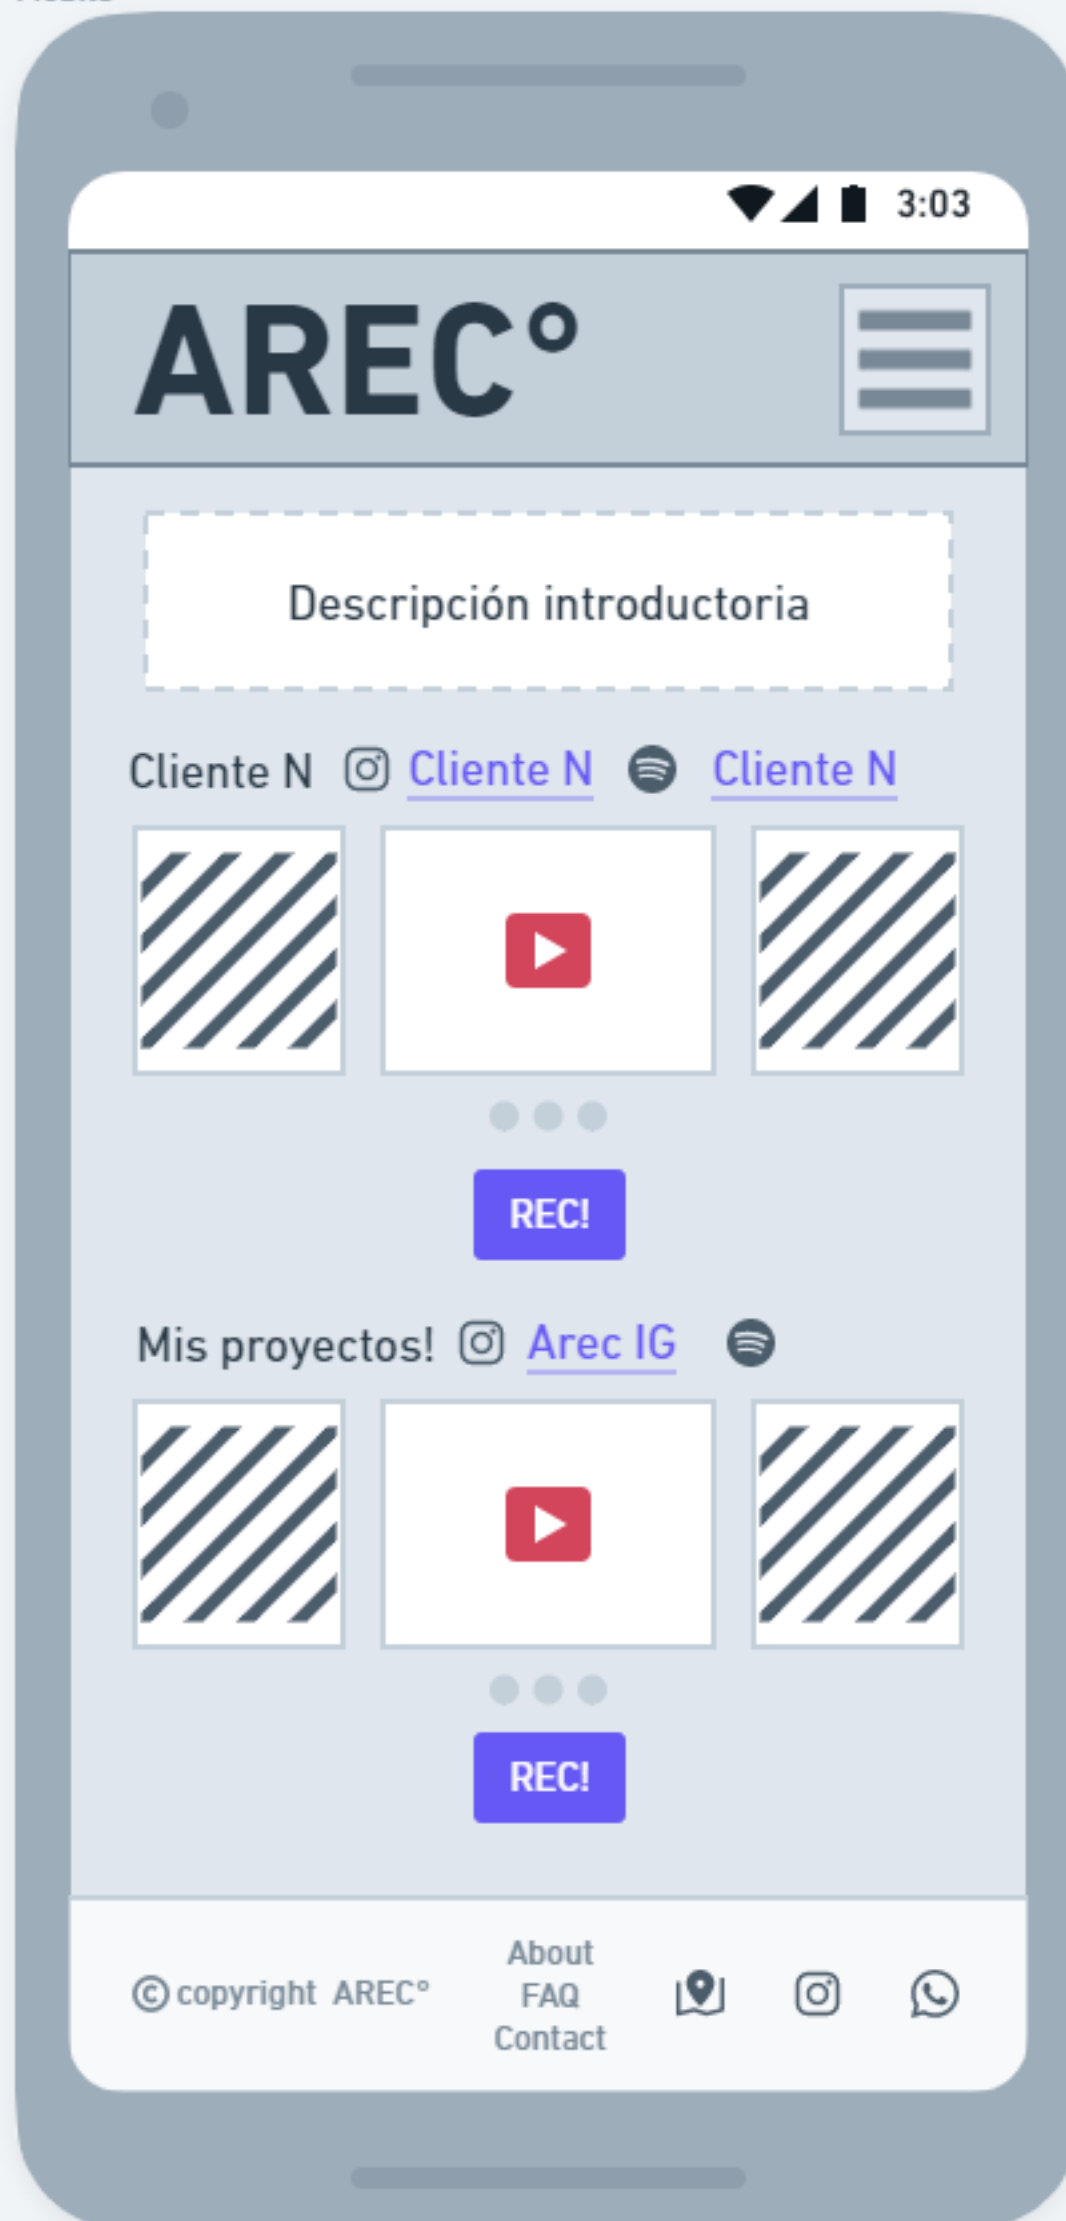 3:03
AREC°
Descripción introductoria
Cliente N Cliente N Cliente N
REC!
Mis proyectos! Arec IG
REC!
© copyright AREC°
About
FAQ
Contact